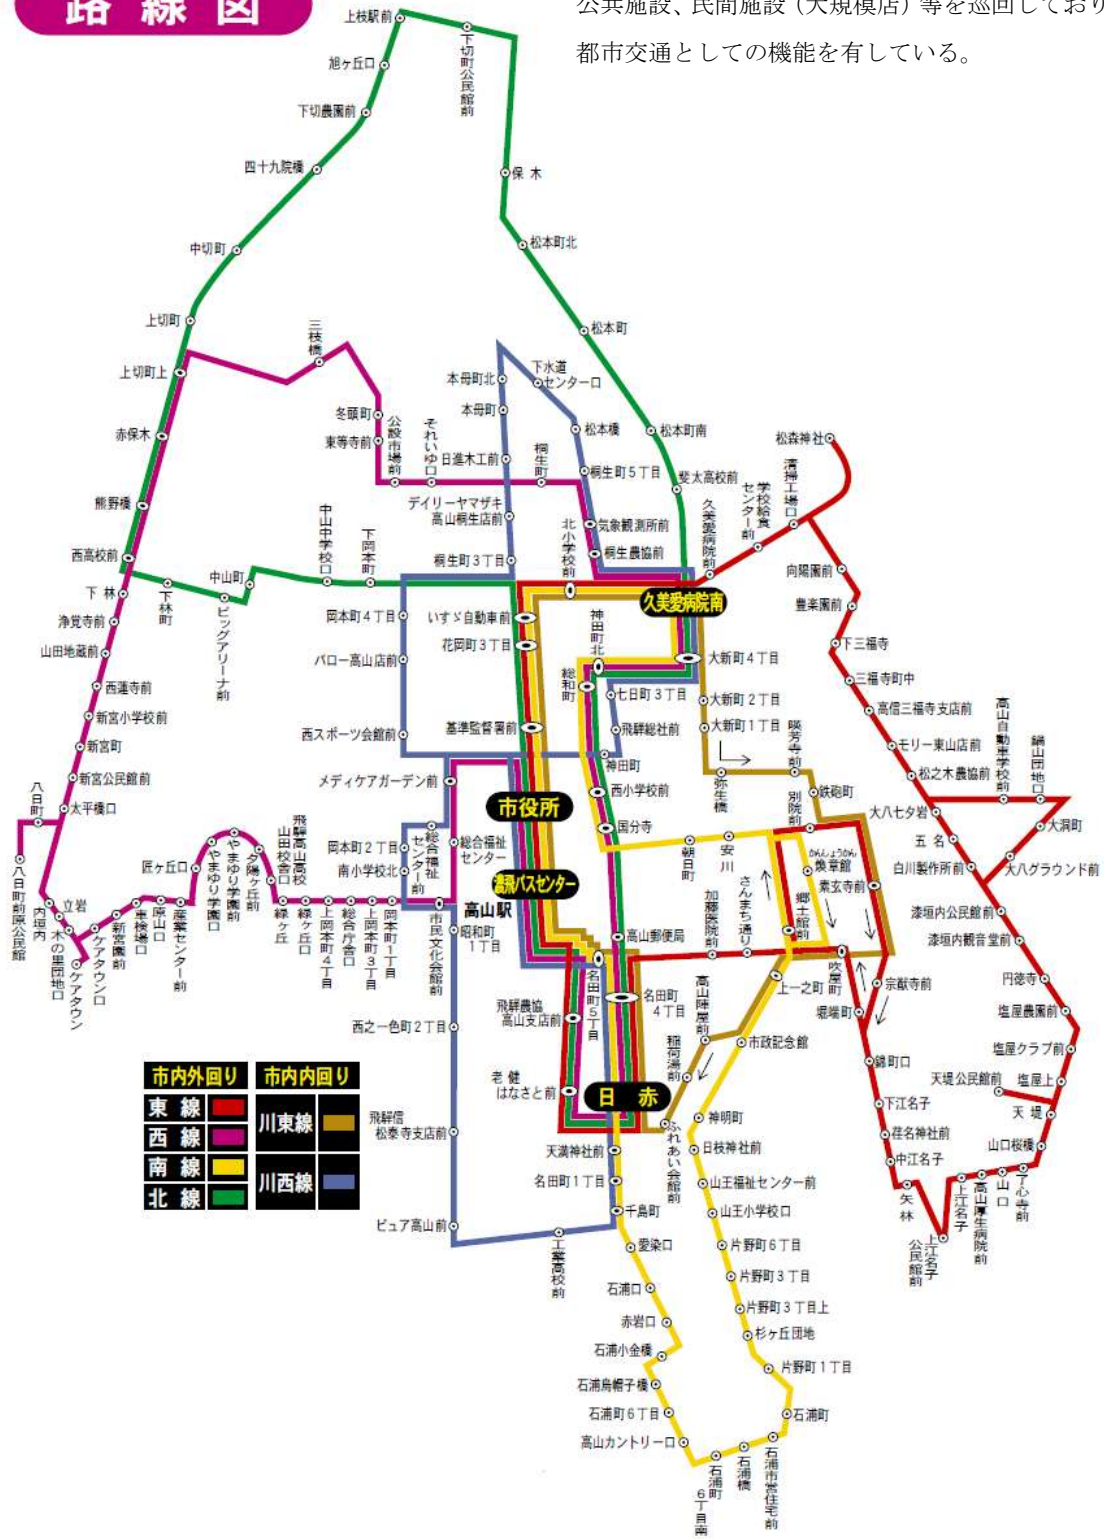 路線図
公共施設、民間施設（大規模店）等を巡回しており
都市交通としての機能を有している。
上枝駅前
下切町公民館前
旭ヶ丘口
下切農園前
四十九院橋
保木
中切町
松本町北
上切町
三枝橋
松本町
上切町上
本母町北
下水道
センター口
冬頭町
公設市場前
それいゆ口
本母町
松本橋
松本町南
松森神社
赤保木
東等寺前
日進木工前
桐生町
桐生町５丁目
斐太高校前
清掃工場口
学校給食
センター前
久美愛病院前
熊野橋
デイリーヤマザキ
高山桐生店前
気象観測所前
中山中学校口
下岡本町
北小学校前
桐生農協前
西高校前
桐生町３丁目
向陽園前
下林
下林町
中山町
ビッグアリーナ前
久美愛病院南
豊楽園前
浄覚寺前
岡本町４丁目
いすゞ自動車前
神田町北
下三福寺
山田地蔵前
バロー高山店前
花岡町３丁目
総和町
大新町４丁目
西蓮寺前
七日町３丁目
大新町２丁目
三福寺町中
新宮小学校前
高信三福寺支店前
高山自動車学校前
鍋山団地口
西スポーツ会館前
基準監督署前
飛騨総社前
大新町１丁目
瑛芳寺前
新宮町
モリー東山店前
神田町
弥生橋
新宮公民館前
メディケアガーデン前
松之木農協前
西小学校前
鉄砲町
別院前
八日町
太平橋口
市役所
大八七夕岩
国分寺
大洞町
飛騨高山高校
山田校舎口
夕陽ヶ丘前
やまゆり学園前
やまゆり学園口
匠ヶ丘口
岡本町２丁目
総合福祉
センター前
総合福祉
センター
朝日町
安川
かんしょうかん
煥章館
五名
八日町前原公民館
南小学校北
濃飛バスセンター
素玄寺前
白川製作所前
大八グラウンド前
内垣内
立岩
木の里団地口
ケアタウン
ケアタウン口
新宮園前
車検場口
原山口
産業センター前
緑ヶ丘
緑ヶ丘口
上岡本町４丁目
総合庁舎口
上岡本町３丁目
岡本町１丁目
市民文化会館前
高山駅
昭和町
１丁目
加藤医院前
さんまち通り
郷土館前
漆垣内公民館前
高山郵便局
吹屋町
漆垣内観音堂前
名田町５丁目
高山陣屋前
上一之町
宗猷寺前
円徳寺
飛騨農協
高山支店前
名田町
４丁目
堀端町
塩屋農園前
西之一色町２丁目
稲荷湯前
市政記念館
塩屋クラブ前
錦町口
老健
はなさと前
日赤
天堤公民館前
塩屋上
下江名子
天堤
市内外回り
市内内回り
東線
西線
南線
北線
川東線
川西線
飛騨信
松泰寺支店前
ふれあい会館前
神明町
荏名神社前
天満神社前
日枝神社前
中江名子
山口桜橋
名田町１丁目
山王福祉センター前
矢林
上江名子
公民館前
上江名子
高山厚生病院前
山口
了心寺前
千島町
山王小学校口
ピュア高山前
工業高校前
愛染口
片野町６丁目
石浦口
片野町３丁目
赤岩口
片野町３丁目上
石浦小金橋
杉ヶ丘団地
石浦烏帽子橋
片野町１丁目
石浦町６丁目
石浦町
高山カントリー口
石浦町
６丁目南
石浦橋
石浦市営住宅前